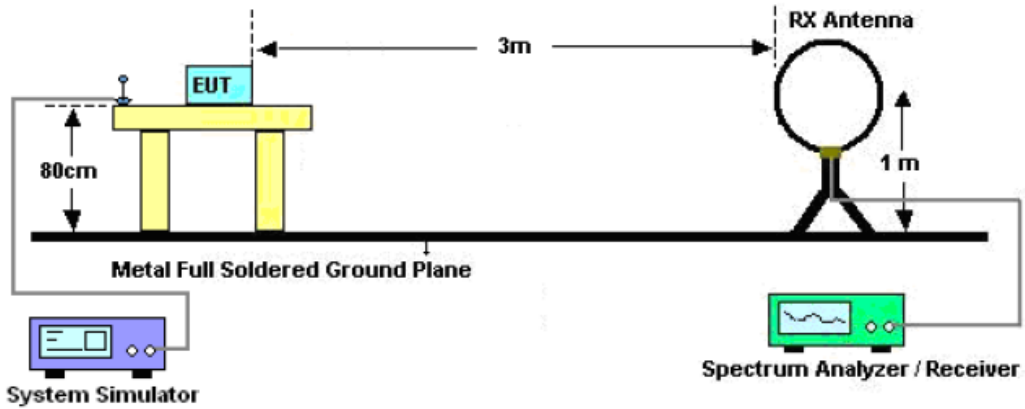 RX Antenna
3m
EUT
80cm
1 m
Metal Full Soldered Ground Plane
System Simulator
Spectrum Analyzer / Receiver